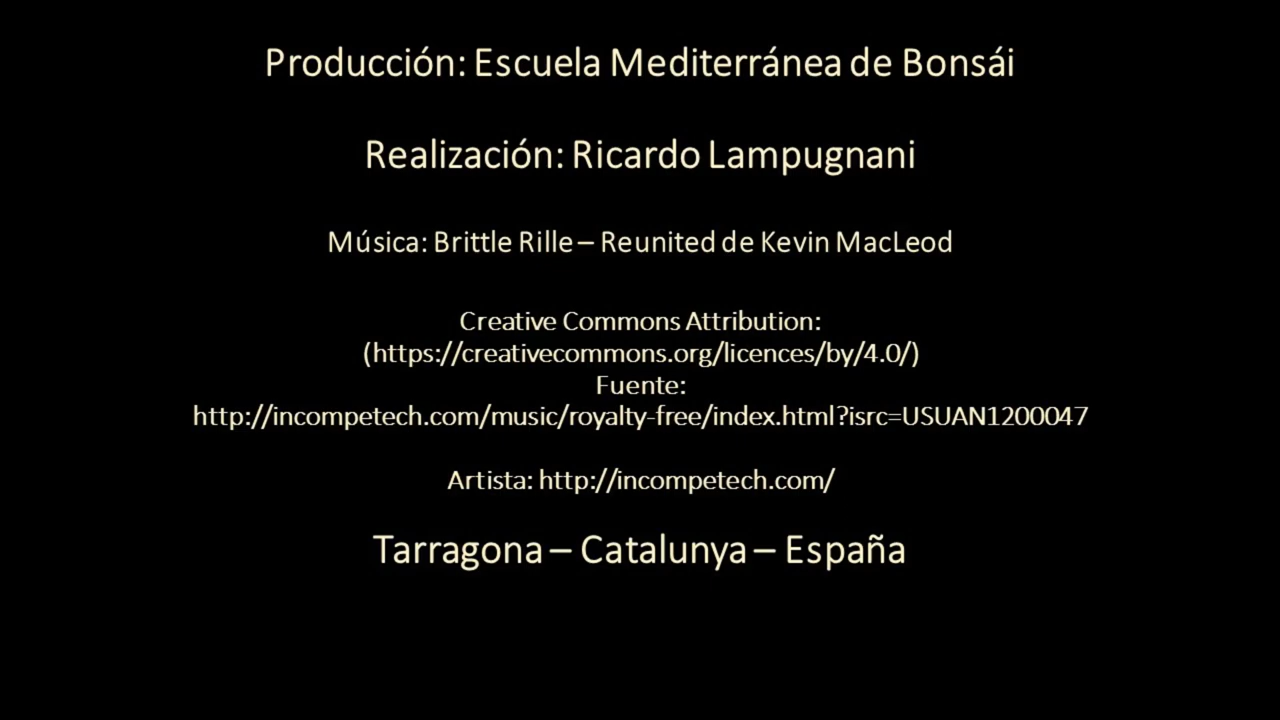 Producción: Escuela Mediterránea de Bonsái
Realización: Ricardo Lampugnani
Música: Brittle Rille – Reunited de Kevin MacLeod
Creative Commons Attribution:
(https://creativecommons.org/licences/by/4.0/)
Fuente:
http://incompetech.com/music/royalty-free/index.html?isrc=USUAN1200047
Artista: http://incompetech.com/
Tarragona – Catalunya – España